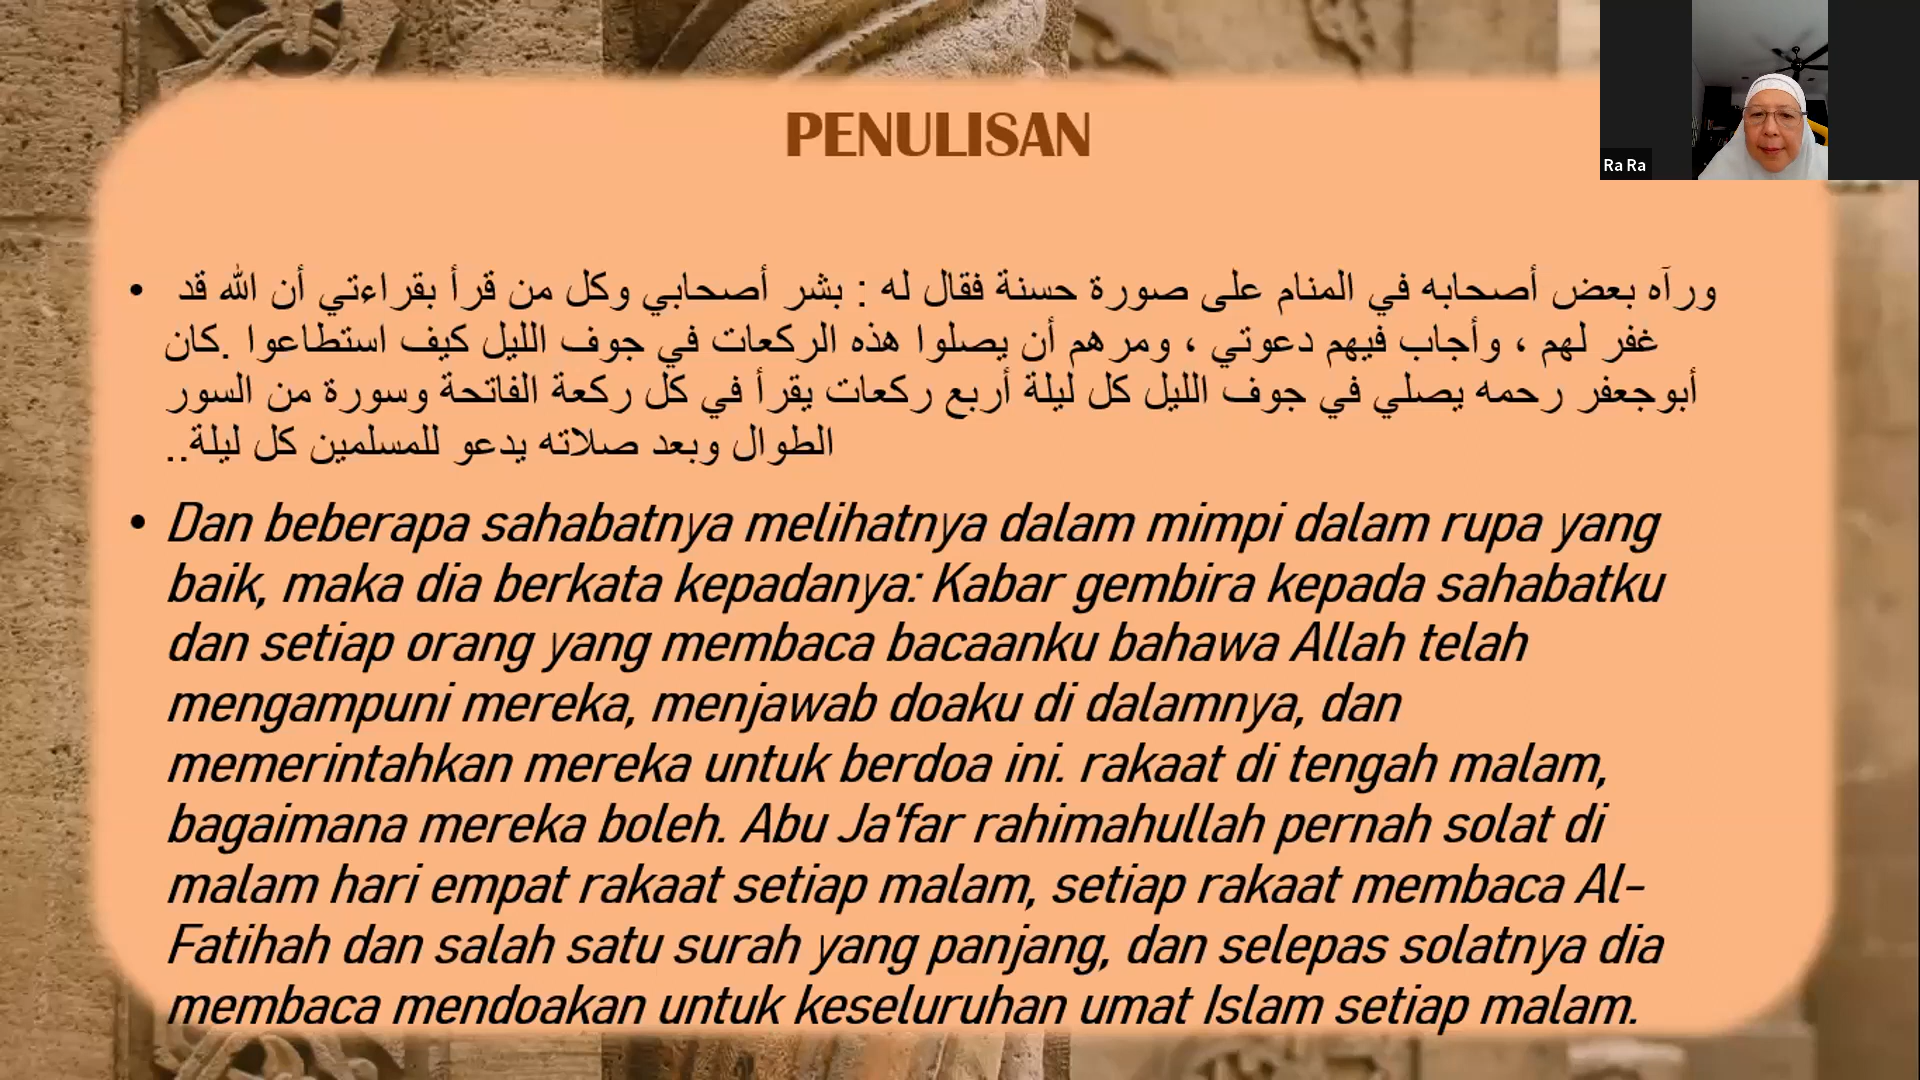 PENULISAN
Ra Ra
• ورآه بعض أصحابه في المنام على صورة حسنة فقال له : بشر أصحابي وكل من قرأ بقراءتي أن الله قد
غفر لهم ، وأجاب فيهم دعوتي ، ومرهم أن يصلوا هذه الركعات في جوف الليل كيف استطاعوا .كان
أبوجعفر رحمه يصلي في جوف الليل كل ليلة أربع ركعات يقرأ في كل ركعة الفاتحة وسورة من السور
الطوال وبعد صلاته يدعو للمسلمين كل ليلة..
• Dan beberapa sahabatnya melihatnya dalam mimpi dalam rupa yang
baik, maka dia berkata kepadanya: Kabar gembira kepada sahabatku
dan setiap orang yang membaca bacaanku bahawa Allah telah
mengampuni mereka, menjawab doaku di dalamnya, dan
memerintahkan mereka untuk berdoa ini. rakaat di tengah malam,
bagaimana mereka boleh. Abu Ja'far rahimahullah pernah solat di
malam hari empat rakaat setiap malam, setiap rakaat membaca Al-
Fatihah dan salah satu surah yang panjang, dan selepas solatnya dia
membaca mendoakan untuk keseluruhan umat Islam setiap malam.